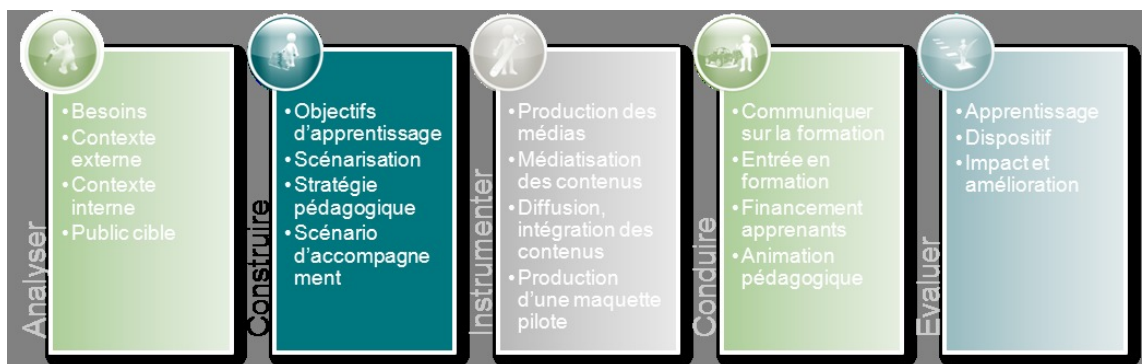 Analyser
• Besoins
• Contexte
externe
• Contexte
interne
• Public cible
Construire
• Objectifs
d'apprentissage
• Scénarisation
• Stratégie
pédagogique
• Scénario
d'accompagne
ment
Instrumenter
• Production des
médias
• Médiatisation
des contenus
• Diffusion,
intégration des
contenus
• Production
d'une maquette
pilote
Conduire
• Communiquer
sur la formation
• Entrée en
formation
• Financement
apprenants
• Animation
pédagogique
Evaluer
• Apprentissage
• Dispositif
• Impact et
amélioration